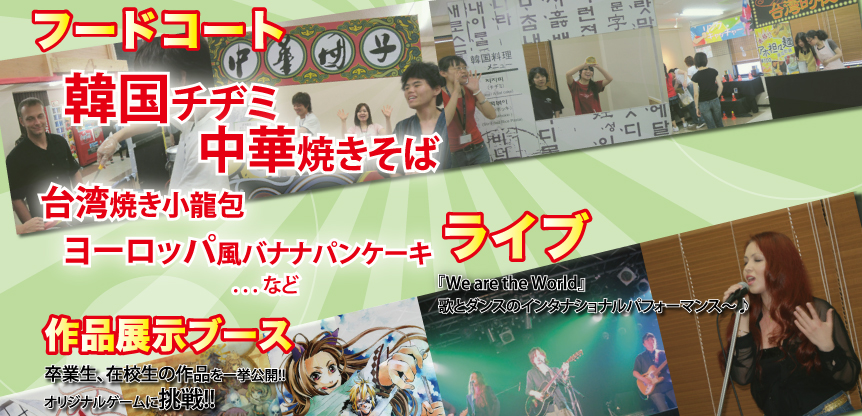 フードコート
韓国チヂミ
中華焼きそば
台湾焼き小龍包
ヨーロッパ風バナナパンケーキ
...など
ライブ
『We are the World』
歌とダンスのインタナショナルパフォーマンス～♪
作品展示ブース
卒業生、在校生の作品を一挙公開!!
オリジナルゲームに挑戦!!
中華団子
韓国料理
メニュー